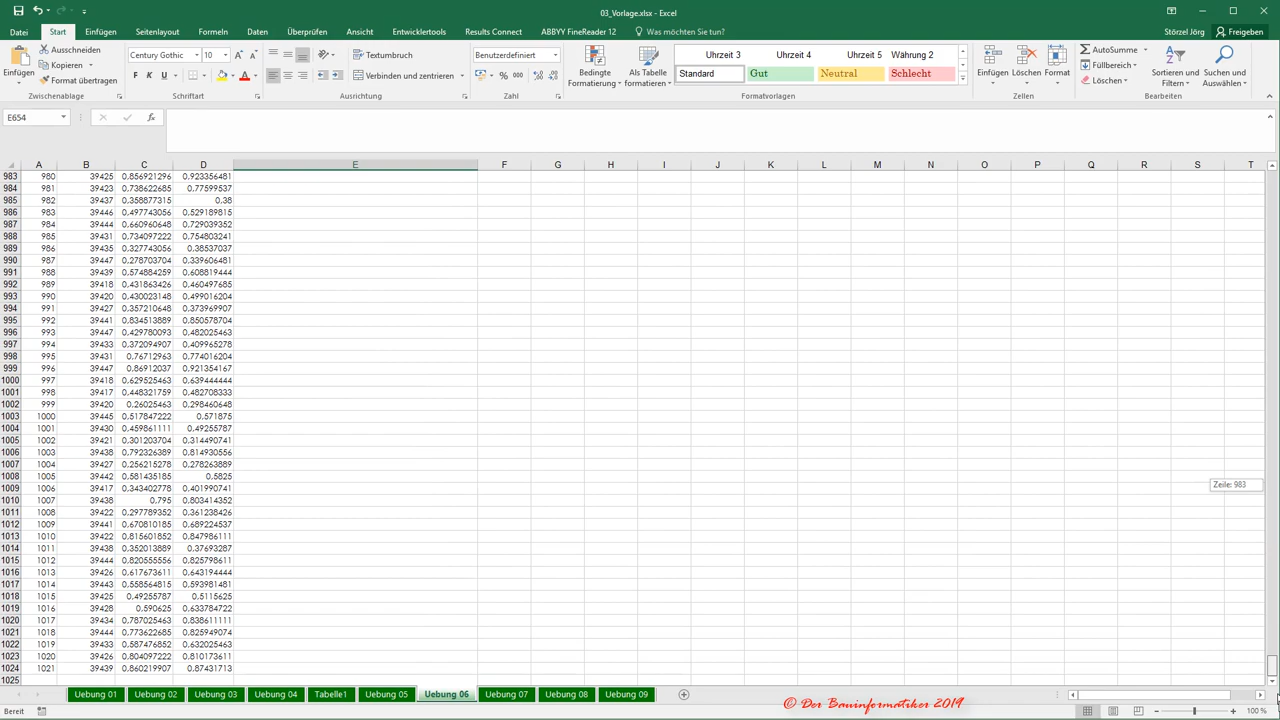 03_Vorlage.xlsx - Excel
Datei Start Einfügen Seitenlayout Formeln Daten Überprüfen Ansicht Entwicklertools Results Connect ABBYY FineReader 12 Was möchten Sie tun? Störzel Jörg Freigeben
Einfügen Ausschneiden Kopieren Format übertragen
Century Gothic 10
F K U
Textumbruch
Verbinden und zentrieren
Benutzerdefiniert
Bedingte Formatierung Als Tabelle formatieren
Uhrzeit 3 Uhrzeit 4 Uhrzeit 5 Währung 2
Standard Gut Neutral Schlecht
Einfügen Löschen Format
AutoSumme Füllbereich Löschen
Sortieren und Filtern Suchen und Auswählen
Zwischenablage Schriftart Ausrichtung Zahl Formatvorlagen Zellen Bearbeiten
E654 fx
A B C D E F G H I J K L M N O P Q R S T
983 980 39425 0,856921296 0,923356481
984 981 39423 0,738622685 0,77599537
985 982 39437 0,358877315 0,38
986 983 39446 0,497743056 0,529189815
987 984 39444 0,660960648 0,729039352
988 985 39431 0,734097222 0,754803241
989 986 39435 0,327743056 0,38537037
990 987 39447 0,278703704 0,339606481
991 988 39439 0,574884259 0,608819444
992 989 39418 0,431863426 0,460497685
993 990 39420 0,430023148 0,499016204
994 991 39427 0,357210648 0,373969907
995 992 39441 0,834513889 0,850578704
996 993 39447 0,429780093 0,482025463
997 994 39433 0,372094907 0,409965278
998 995 39431 0,76712963 0,774016204
999 996 39447 0,86912037 0,921354167
1000 997 39418 0,629525463 0,639444444
1001 998 39417 0,448321759 0,482708333
1002 999 39420 0,26025463 0,298460648
1003 1000 39445 0,517847222 0,571875
1004 1001 39430 0,459861111 0,49255787
1005 1002 39421 0,301203704 0,314490741
1006 1003 39438 0,792326389 0,814930556
1007 1004 39427 0,256215278 0,278263889
1008 1005 39442 0,581435185 0,5825
1009 1006 39417 0,343402778 0,401990741
1010 1007 39438 0,795 0,803414352
1011 1008 39422 0,297789352 0,361238426
1012 1009 39441 0,670810185 0,689224537
1013 1010 39422 0,815601852 0,847986111
1014 1011 39438 0,352013889 0,37693287
1015 1012 39444 0,820555556 0,825798611
1016 1013 39426 0,617673611 0,643194444
1017 1014 39443 0,558564815 0,593981481
1018 1015 39425 0,49255787 0,5115625
1019 1016 39428 0,590625 0,633784722
1020 1017 39434 0,787025463 0,838611111
1021 1018 39444 0,773622685 0,825949074
1022 1019 39433 0,587476852 0,632025463
1023 1020 39426 0,804097222 0,810173611
1024 1021 39439 0,860219907 0,87431713
1025
Zeile: 983
Uebung 01 Uebung 02 Uebung 03 Uebung 04 Tabelle1 Uebung 05 Uebung 06 Uebung 07 Uebung 08 Uebung 09
© Der Bauinformatiker 2019
Bereit 100 %